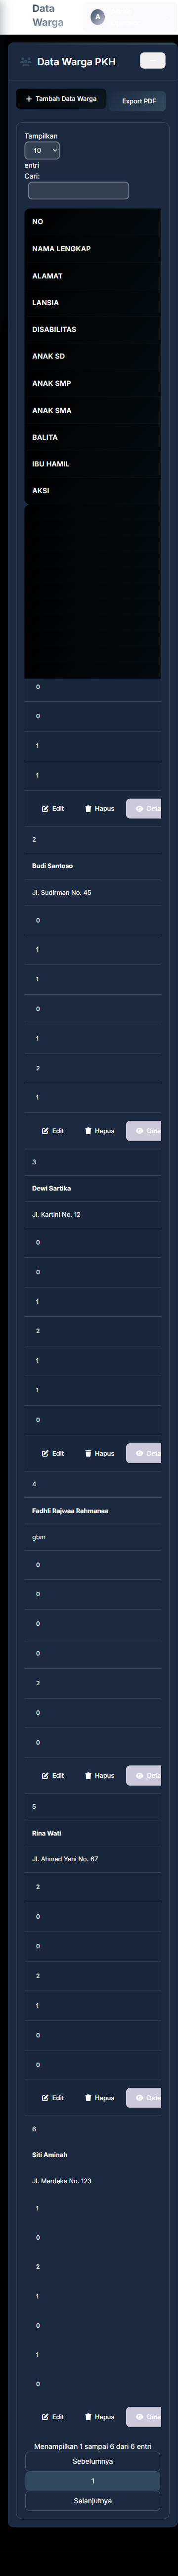 Data
Warga
A
Data Warga PKH
Tambah Data Warga
Export PDF
Tampilkan
10
entri
Cari:
NO
NAMA LENGKAP
ALAMAT
LANSIA
DISABILITAS
ANAK SD
ANAK SMP
ANAK SMA
BALITA
IBU HAMIL
AKSI
0
0
1
1
Edit Hapus
2
Budi Santoso
Jl. Sudirman No. 45
0
1
1
0
1
2
1
Edit Hapus
3
Dewi Sartika
Jl. Kartini No. 12
0
0
1
2
1
1
0
Edit Hapus
4
Fadhli Rajwaa Rahmanaa
gbm
0
0
0
0
2
0
0
Edit Hapus
5
Rina Wati
Jl. Ahmad Yani No. 67
2
0
0
2
1
0
0
Edit Hapus
6
Siti Aminah
Jl. Merdeka No. 123
1
0
2
1
0
1
0
Edit Hapus
Menampilkan 1 sampai 6 dari 6 entri
Sebelumnya
1
Selanjutnya